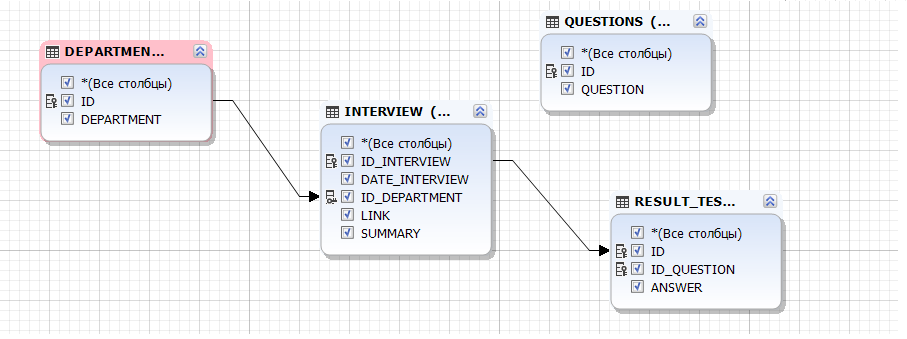 DEPARTMEN...
*(Все столбцы)
ID
DEPARTMENT
INTERVIEW (...
*(Все столбцы)
ID_INTERVIEW
DATE_INTERVIEW
ID_DEPARTMENT
LINK
SUMMARY
QUESTIONS (...
*(Все столбцы)
ID
QUESTION
RESULT_TES...
*(Все столбцы)
ID
ID_QUESTION
ANSWER